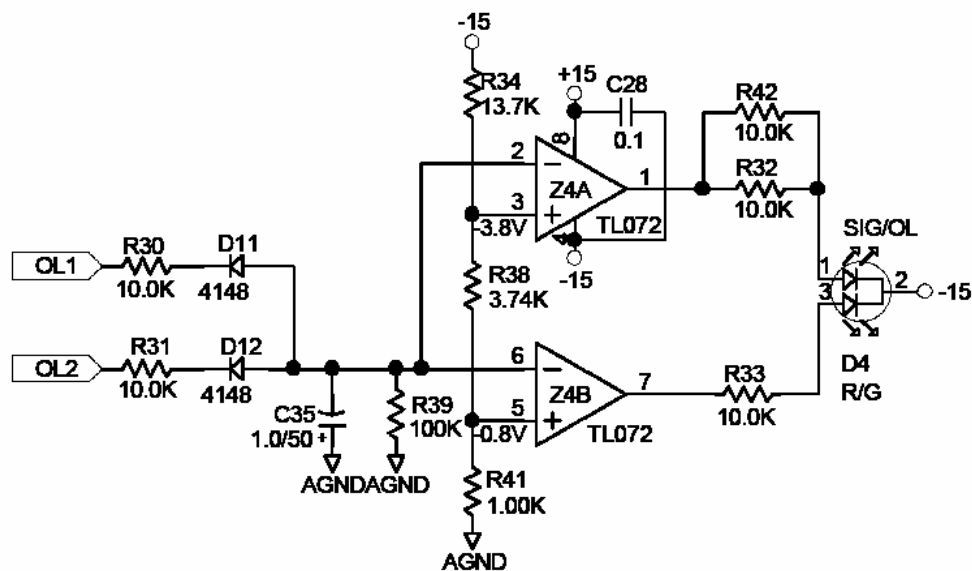 -15
R34
13.7K
+15
C28
0.1
8
R42
10.0K
2
Z4A
1
R32
10.0K
3
-3.8V
TL072
-15
SIG/OL
OL1
R30
10.0K
D11
4148
R38
3.74K
1
3
2
-15
OL2
R31
10.0K
D12
4148
6
Z4B
7
R33
10.0K
D4
R/G
C35
1.0/50 +
R39
100K
5
-0.8V
TL072
AGND
AGND
R41
1.00K
AGND